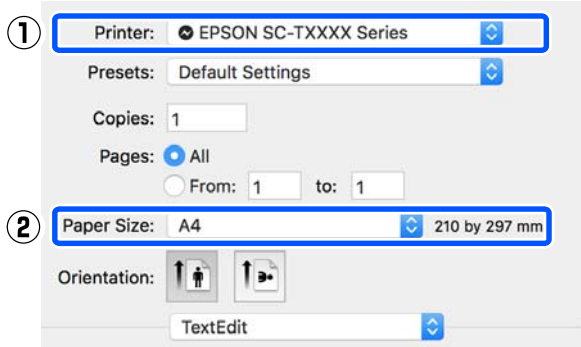 ① Printer: EPSON SC-TXXXX Series
Presets: Default Settings
Copies: 1
Pages: All
From: 1 to: 1
② Paper Size: A4 210 by 297 mm
Orientation:
TextEdit